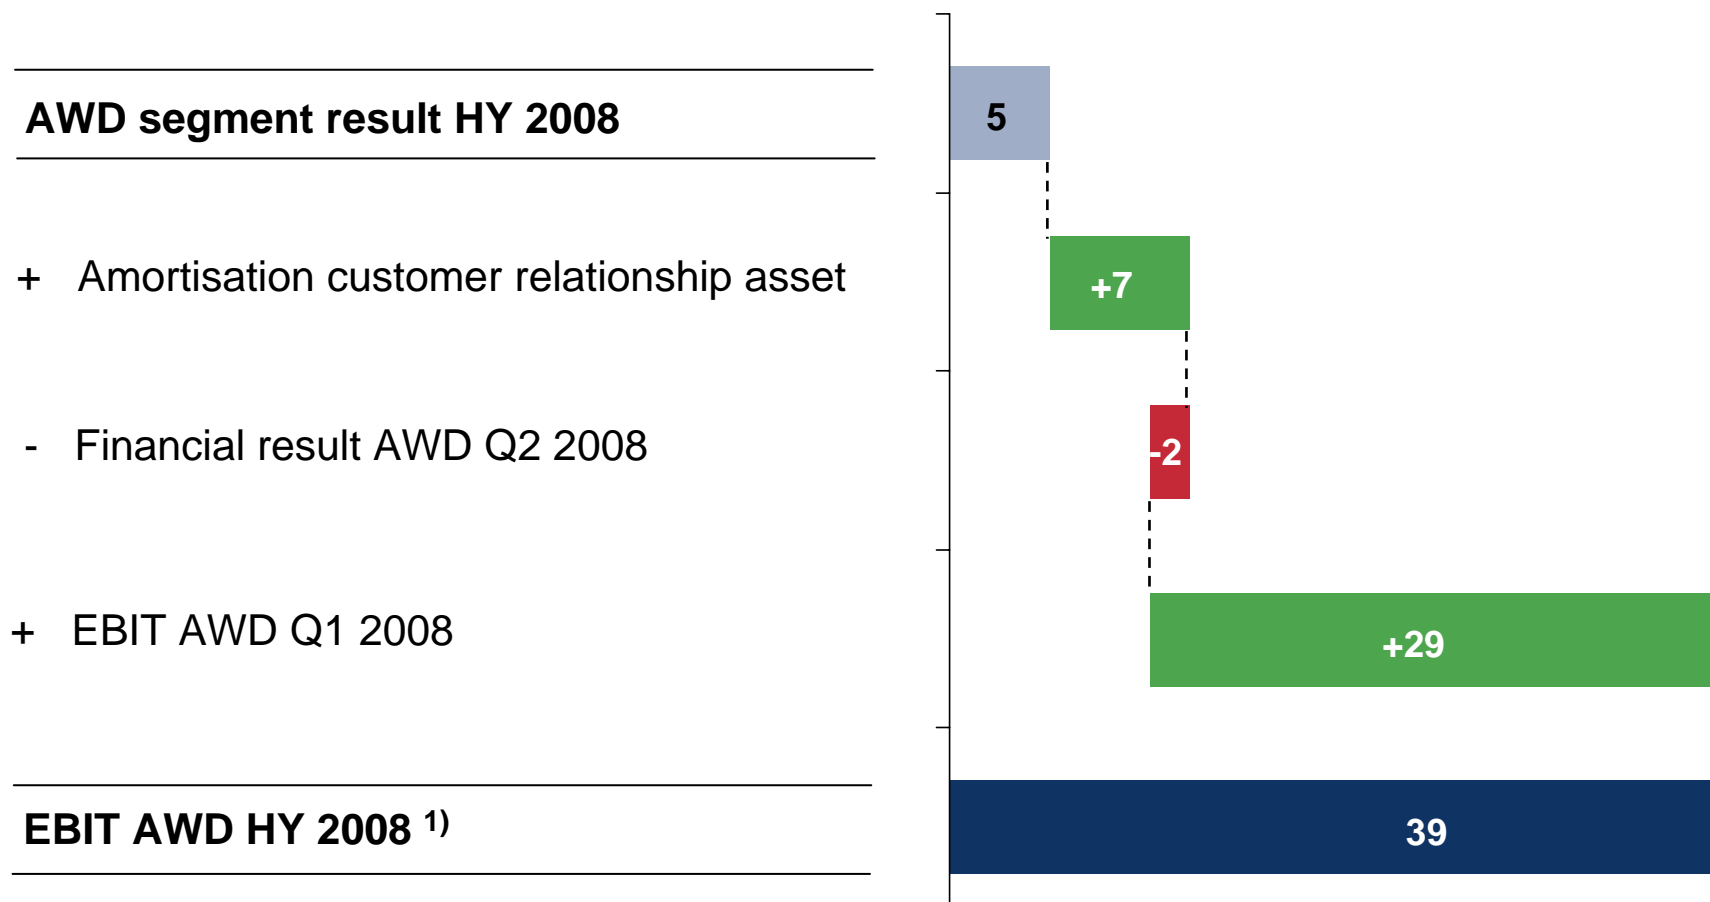 AWD segment result HY 2008 5
+ Amortisation customer relationship asset +7
- Financial result AWD Q2 2008 -2
+ EBIT AWD Q1 2008 +29
EBIT AWD HY 2008 1) 39